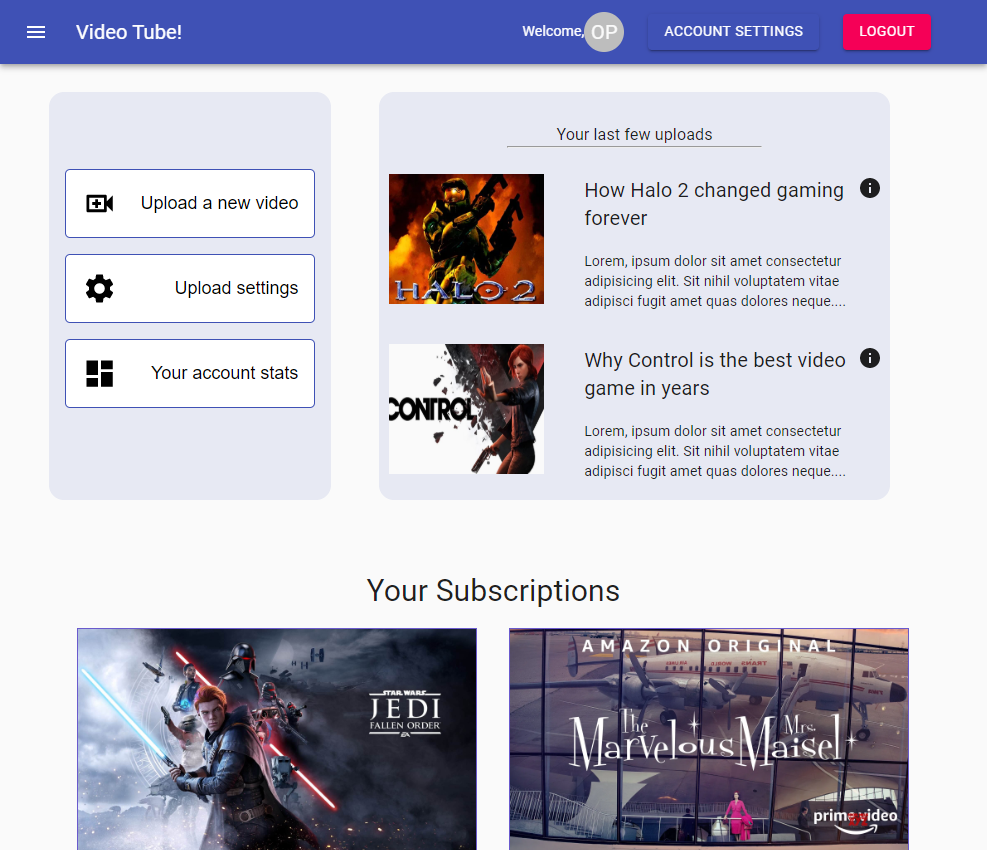 Video Tube!
Welcome, OP
ACCOUNT SETTINGS
LOGOUT
Upload a new video
Upload settings
Your account stats
Your last few uploads
HALO 2
How Halo 2 changed gaming
forever
Lorem, ipsum dolor sit amet consectetur
adipisicing elit. Sit nihil voluptatem vitae
adipisci fugit amet quas dolores neque....
CONTROL
Why Control is the best video
game in years
Lorem, ipsum dolor sit amet consectetur
adipisicing elit. Sit nihil voluptatem vitae
adipisci fugit amet quas dolores neque....
Your Subscriptions
STAR WARS
JEDI
FALLEN ORDER
EA
AMAZON ORIGINAL
The Marvelous Mrs. Maisel
prime video